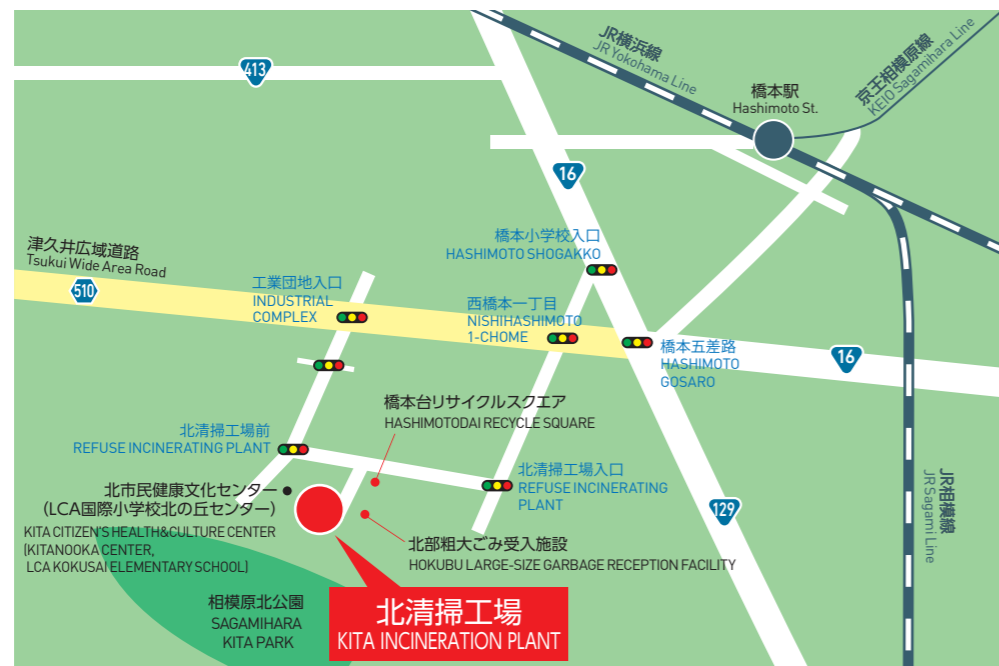 JR横浜線
JR Yokohama Line
京王相模原線
KEIO Sagamihara Line
413
橋本駅
Hashimoto St.
16
津久井広域道路
Tsukui Wide Area Road
510
橋本小学校入口
HASHIMOTO SHOGAKKO
工業団地入口
INDUSTRIAL
COMPLEX
西橋本一丁目
NISHIHASHIMOTO
1-CHOME
橋本五差路
HASHIMOTO
GOSARO
16
橋本台リサイクルスクエア
HASHIMOTODAI RECYCLE SQUARE
北清掃工場前
REFUSE INCINERATING PLANT
北清掃工場入口
REFUSE INCINERATING
PLANT
JR相模線
JR Sagami Line
129
北市民健康文化センター
(LCA国際小学校北の丘センター)
KITA CITIZEN'S HEALTH&CULTURE CENTER
(KITANOOKA CENTER,
LCA KOKUSAI ELEMENTARY SCHOOL)
北部粗大ごみ受入施設
HOKUBU LARGE-SIZE GARBAGE RECEPTION FACILITY
相模原北公園
SAGAMIHARA
KITA PARK
北清掃工場
KITA INCINERATION PLANT